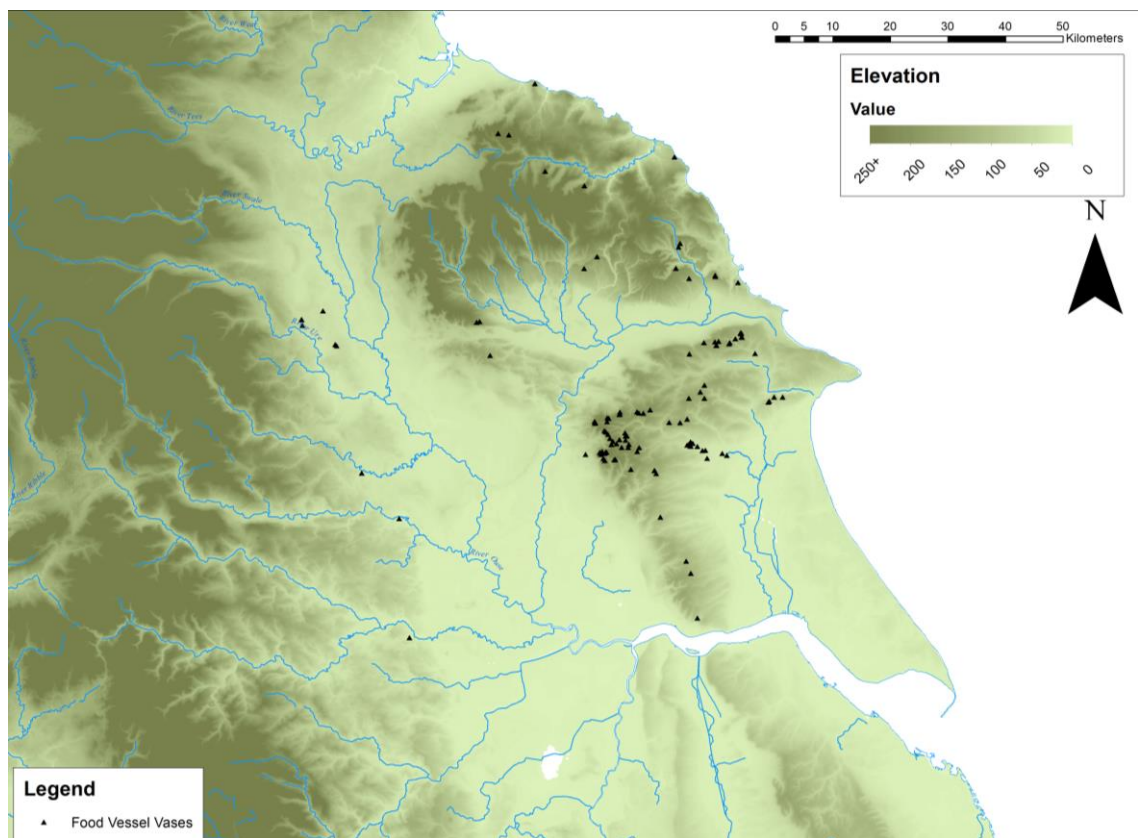 0 5 10 20 30 40 50
Kilometers
Elevation
Value
250+ 200 150 100 50 0
N
River Tees
River Swale
River Ure
River Ribble
River Ouse
Legend
Food Vessel Vases